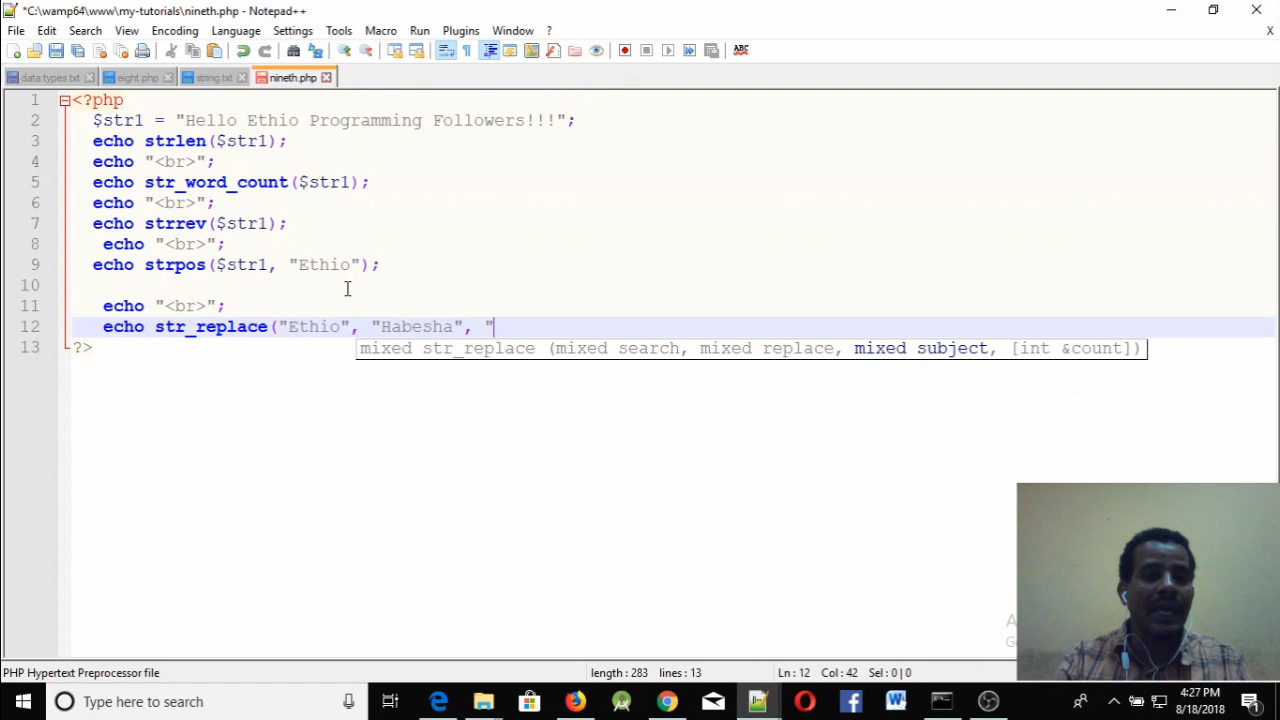 *C:\wamp64\www\my-tutorials\nineth.php - Notepad++
File Edit Search View Encoding Language Settings Tools Macro Run Plugins Window ? X
ABC
data types.txt eight.php string.txt nineth.php
1 <?php
2 $str1 = "Hello Ethio Programming Followers!!!";
3 echo strlen($str1);
4 echo "<br>";
5 echo str_word_count($str1);
6 echo "<br>";
7 echo strrev($str1);
8 echo "<br>";
9 echo strpos($str1, "Ethio");
10
11 echo "<br>";
12 echo str_replace("Ethio", "Habesha", "
13 ?>
mixed str_replace (mixed search, mixed replace, mixed subject, [int &count])
PHP Hypertext Preprocessor file length : 283 lines : 13 Ln : 12 Col : 42 Sel : 0 | 0
Type here to search 4:27 PM
8/18/2018